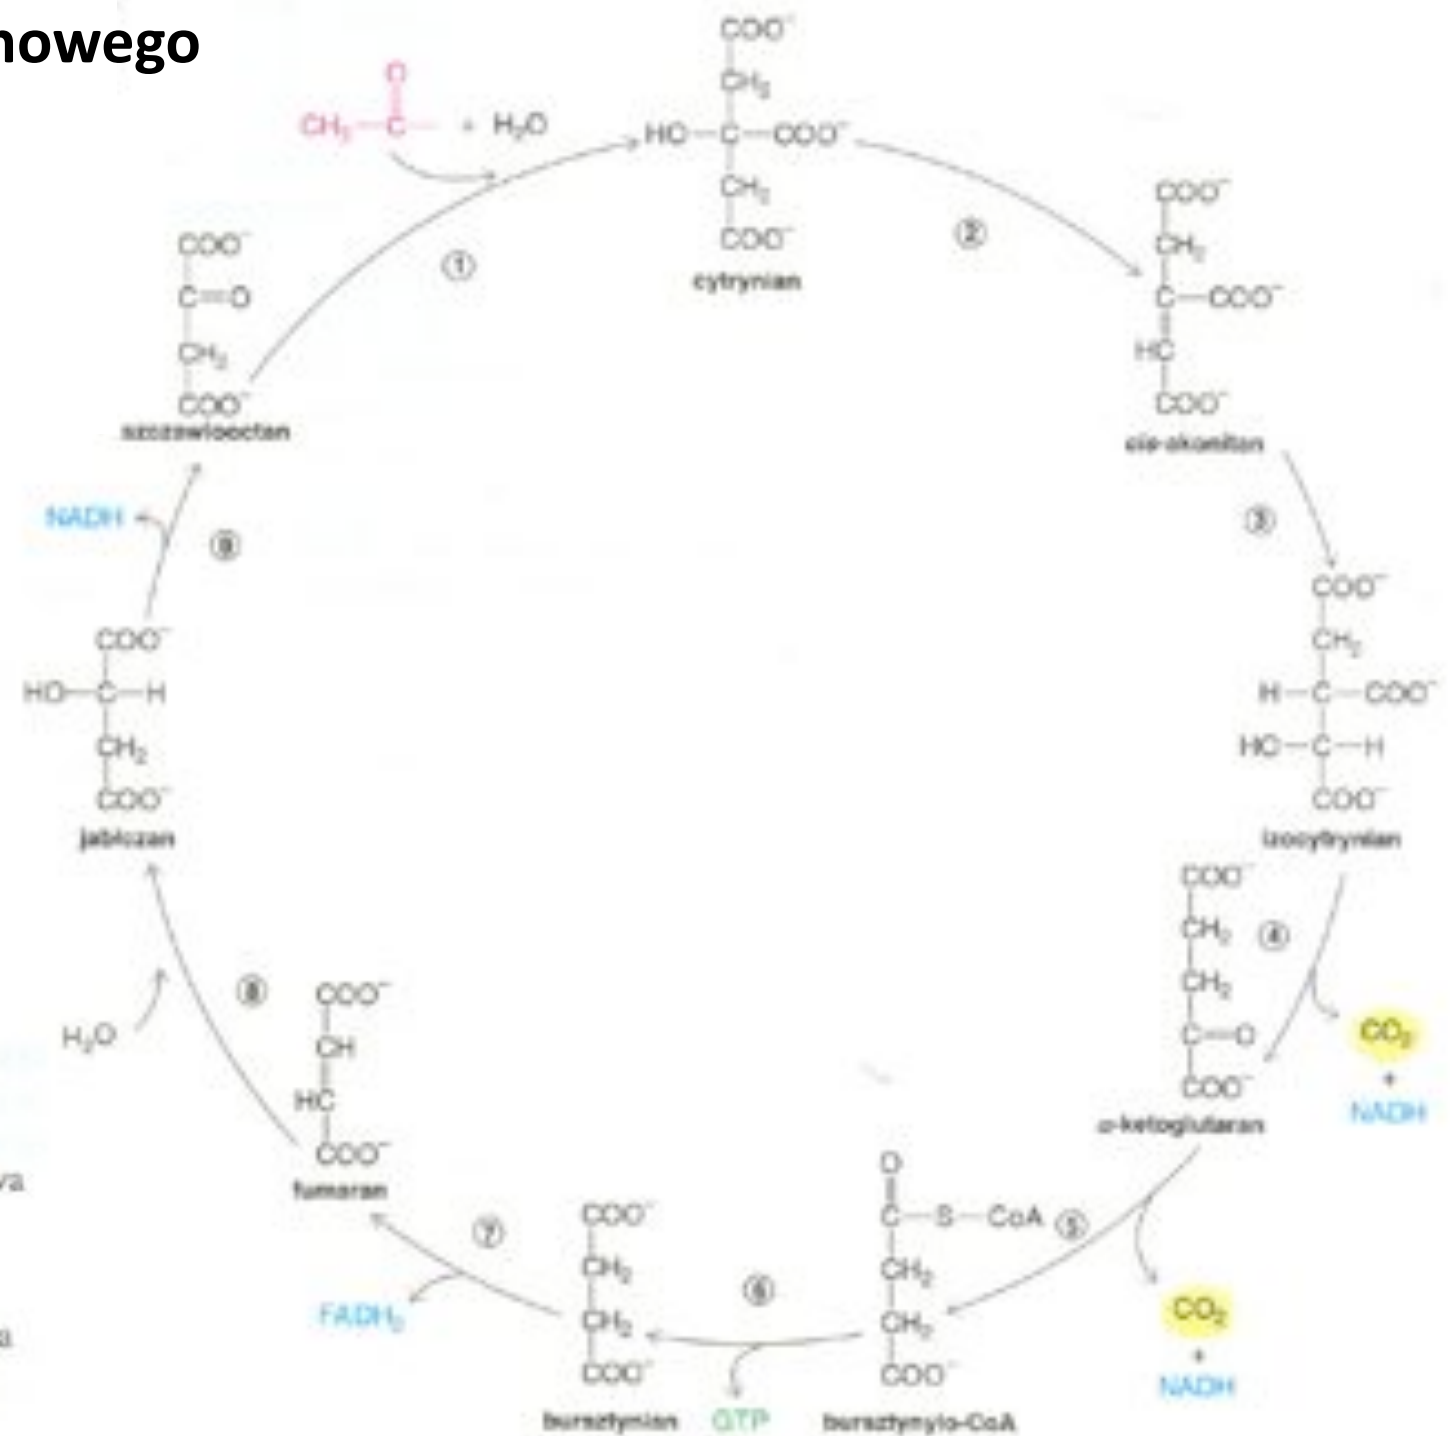 nowego
O
CH₃—C— + H₂O
COO⁻
CH₂
HO—C—COO⁻
CH₂
COO⁻
cytrynian
①
②
COO⁻
C=O
CH₂
COO⁻
szczawiooctan
COO⁻
CH₂
C—COO⁻
HC
COO⁻
cis-akonitan
③
NADH
⑨
COO⁻
CH₂
H—C—COO⁻
HO—C—H
COO⁻
izocytrynian
COO⁻
HO—C—H
CH₂
COO⁻
jabłczan
④
COO⁻
CH₂
CH₂
C=O
COO⁻
α-ketoglutaran
CO₂
+
NADH
H₂O
⑧
COO⁻
CH
HC
COO⁻
fumaran
va
a
⑦
FADH₂
COO⁻
CH₂
CH₂
COO⁻
bursztynian
⑥
GTP
O
C—S—CoA
CH₂
CH₂
COO⁻
bursztynylo-CoA
⑤
CO₂
+
NADH